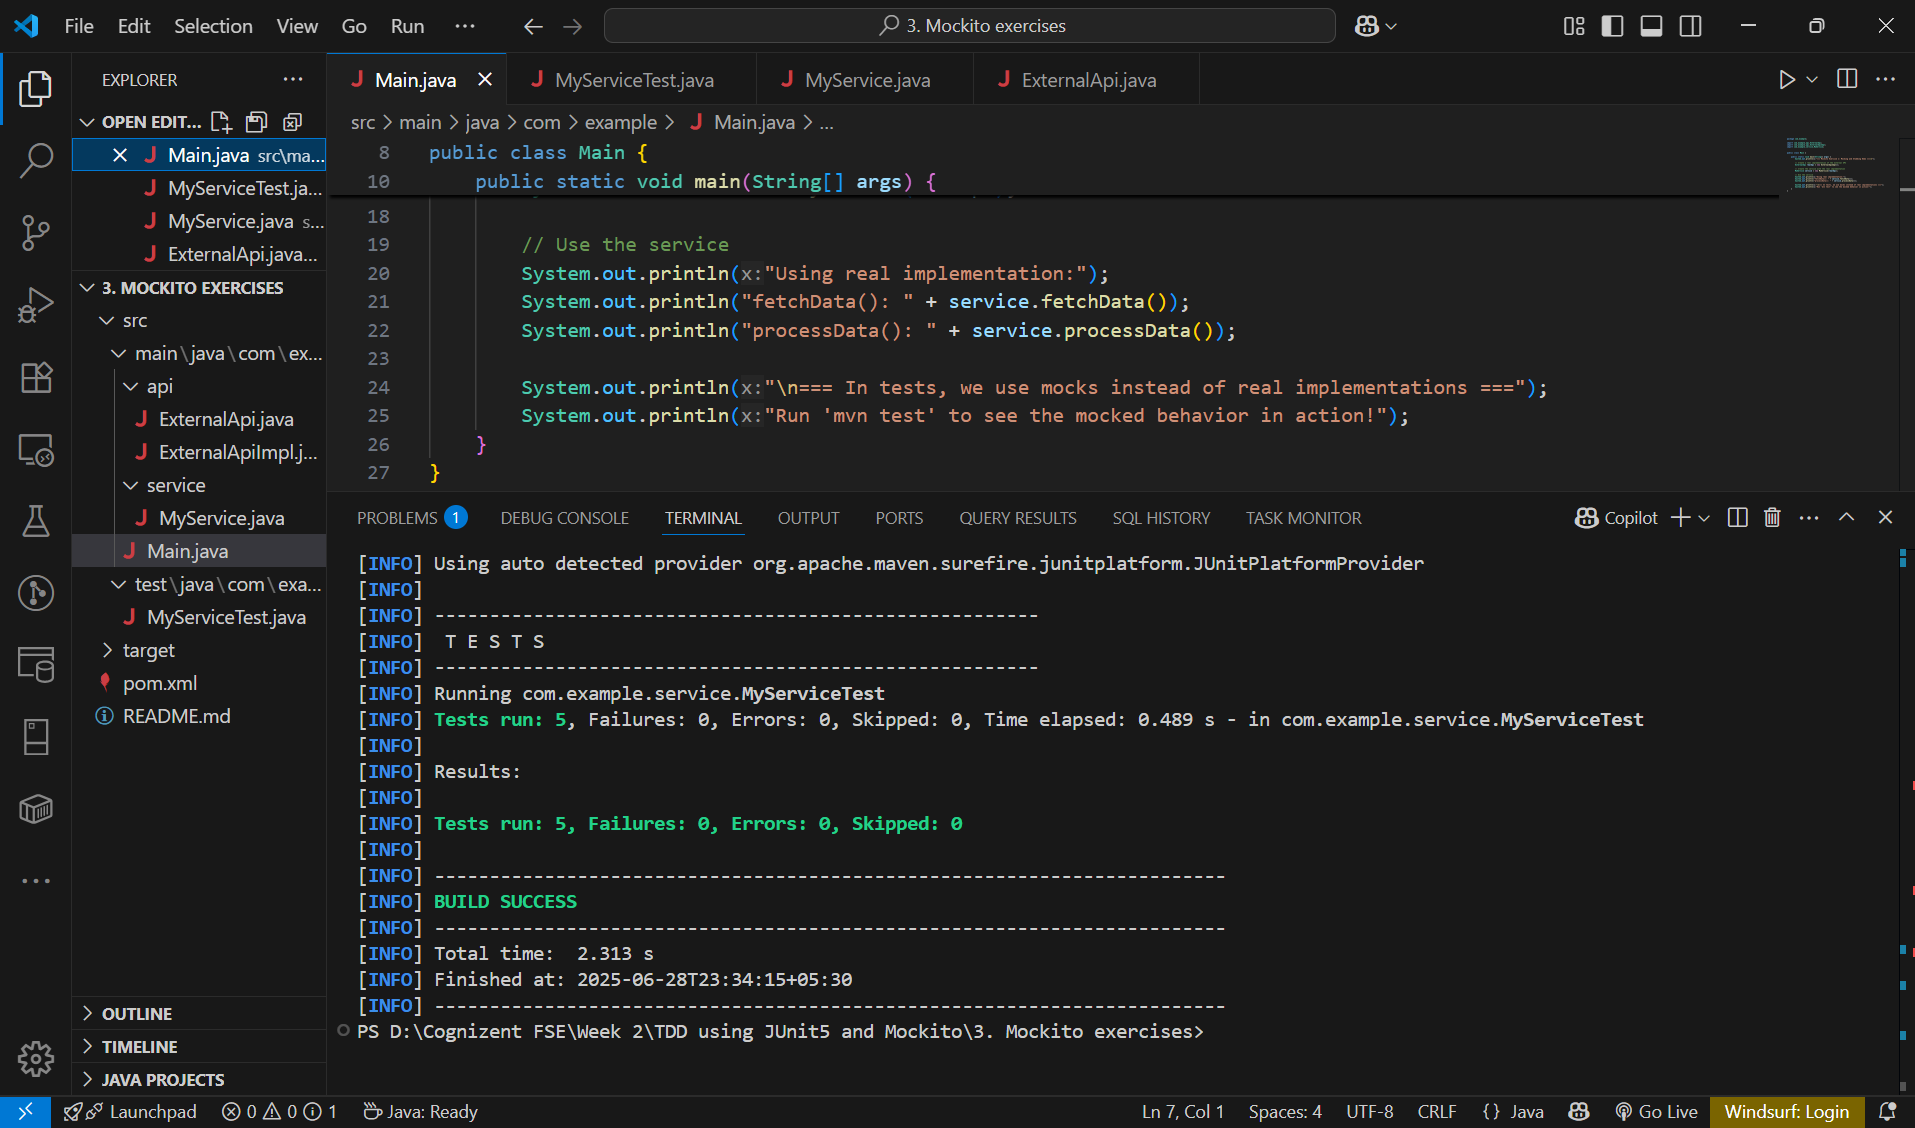 File Edit Selection View Go Run ···
3. Mockito exercises
EXPLORER ···
OPEN EDIT...
Main.java src\ma...
MyServiceTest.ja...
MyService.java s...
ExternalApi.java...
3. MOCKITO EXERCISES
src
main\java\com\ex...
api
ExternalApi.java
ExternalApiImpl.j...
service
MyService.java
Main.java
test\java\com\exa...
MyServiceTest.java
target
pom.xml
README.md
OUTLINE
TIMELINE
JAVA PROJECTS
Main.java MyServiceTest.java MyService.java ExternalApi.java
src > main > java > com > example > Main.java > ...
8 public class Main {
10 public static void main(String[] args) {
18
19 // Use the service
20 System.out.println(x:"Using real implementation:");
21 System.out.println("fetchData(): " + service.fetchData());
22 System.out.println("processData(): " + service.processData());
23
24 System.out.println(x:"\n=== In tests, we use mocks instead of real implementations ===");
25 System.out.println(x:"Run 'mvn test' to see the mocked behavior in action!");
26 }
27 }
PROBLEMS 1 DEBUG CONSOLE TERMINAL OUTPUT PORTS QUERY RESULTS SQL HISTORY TASK MONITOR Copilot
[INFO] Using auto detected provider org.apache.maven.surefire.junitplatform.JUnitPlatformProvider
[INFO]
[INFO] -------------------------------------------------------
[INFO]  T E S T S
[INFO] -------------------------------------------------------
[INFO] Running com.example.service.MyServiceTest
[INFO] Tests run: 5, Failures: 0, Errors: 0, Skipped: 0, Time elapsed: 0.489 s - in com.example.service.MyServiceTest
[INFO]
[INFO] Results:
[INFO]
[INFO] Tests run: 5, Failures: 0, Errors: 0, Skipped: 0
[INFO]
[INFO] ------------------------------------------------------------------------
[INFO] BUILD SUCCESS
[INFO] ------------------------------------------------------------------------
[INFO] Total time:  2.313 s
[INFO] Finished at: 2025-06-28T23:34:15+05:30
[INFO] ------------------------------------------------------------------------
PS D:\Cognizent FSE\Week 2\TDD using JUnit5 and Mockito\3. Mockito exercises>
Launchpad 0 0 1 Java: Ready Ln 7, Col 1 Spaces: 4 UTF-8 CRLF {} Java Go Live Windsurf: Login